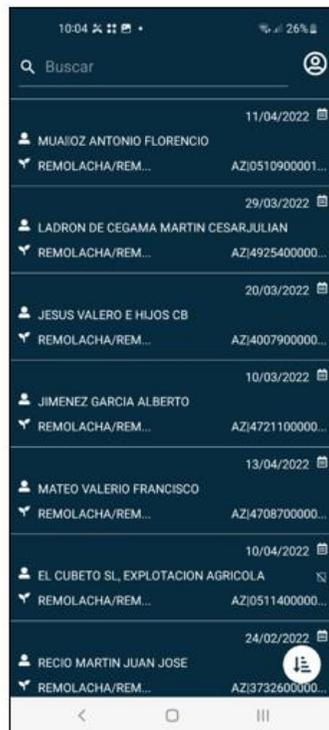 10:04 26%
Buscar
11/04/2022
MUAÑOZ ANTONIO FLORENCIO
REMOLACHA/REM... AZ|0510900001...
29/03/2022
LADRON DE CEGAMA MARTIN CESARJULIAN
REMOLACHA/REM... AZ|4925400000...
20/03/2022
JESUS VALERO E HIJOS CB
REMOLACHA/REM... AZ|4007900000...
10/03/2022
JIMENEZ GARCIA ALBERTO
REMOLACHA/REM... AZ|4721100000...
13/04/2022
MATEO VALERIO FRANCISCO
REMOLACHA/REM... AZ|4708700000...
10/04/2022
EL CUBETO SL, EXPLOTACION AGRICOLA
REMOLACHA/REM... AZ|0511400000...
24/02/2022
RECIO MARTIN JUAN JOSE
REMOLACHA/REM... AZ|3732600000...